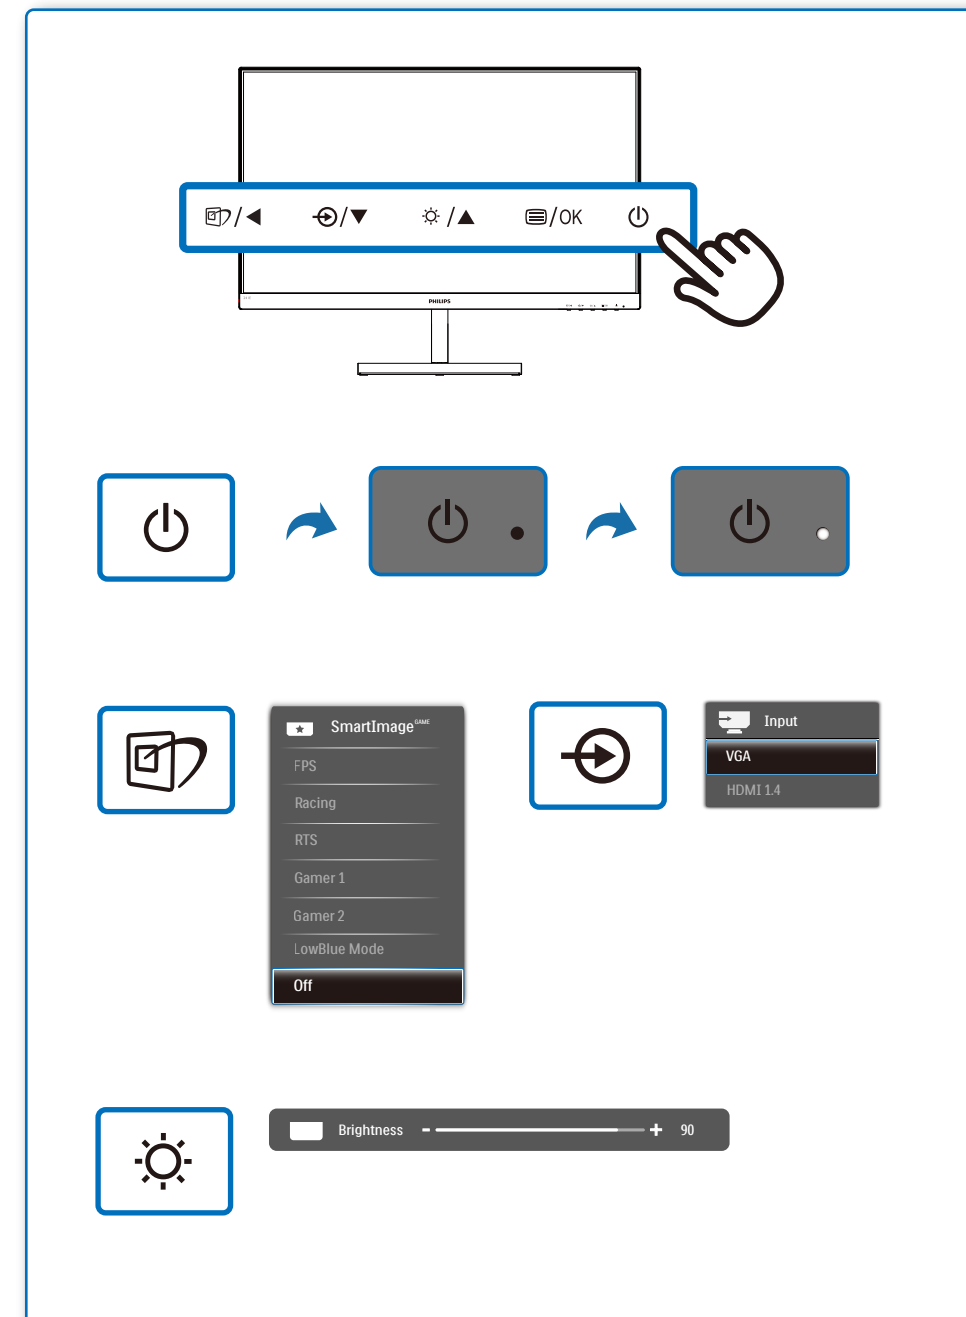 /OK
PHILIPS
SmartImage GAME
FPS
Racing
RTS
Gamer 1
Gamer 2
LowBlue Mode
Off
Input
VGA
HDMI 1.4
Brightness - + 90